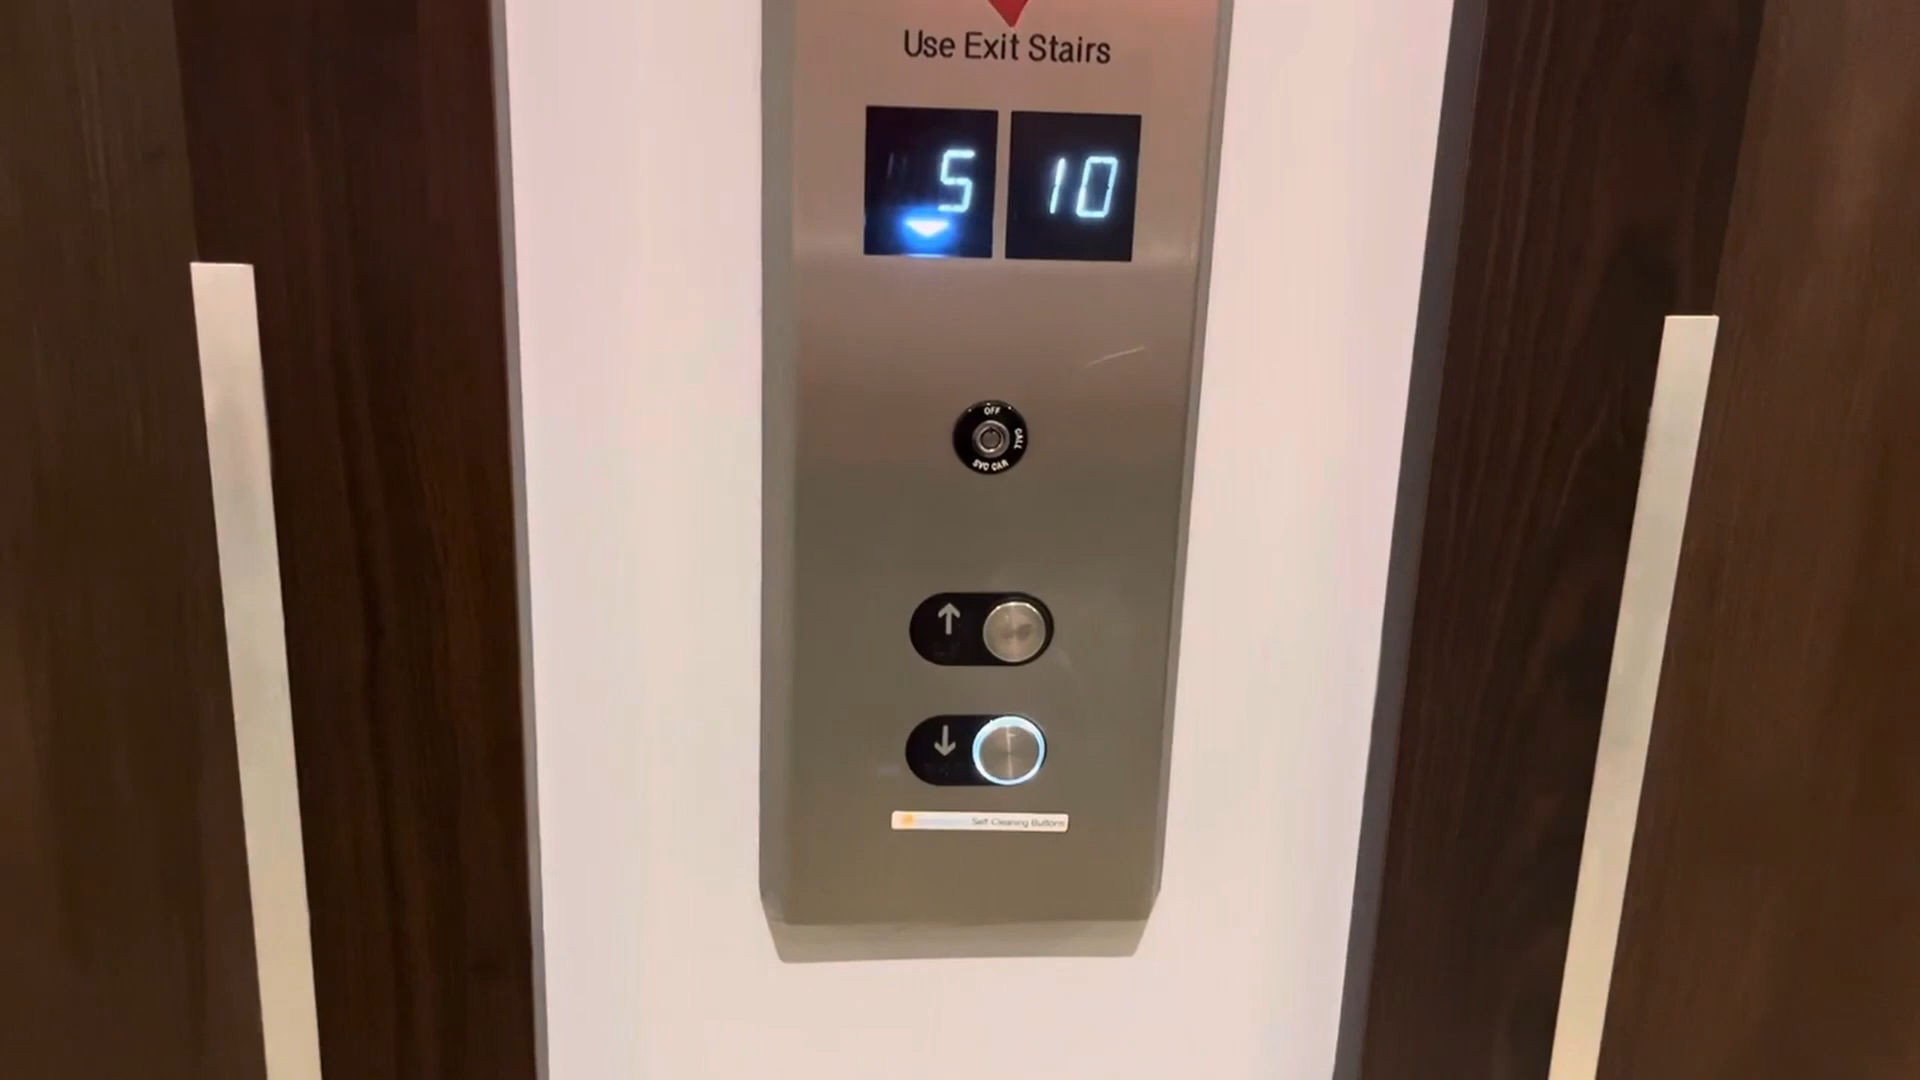 Use Exit Stairs
5 10
OFF
CALL
SVC CAR
Self Cleaning Buttons